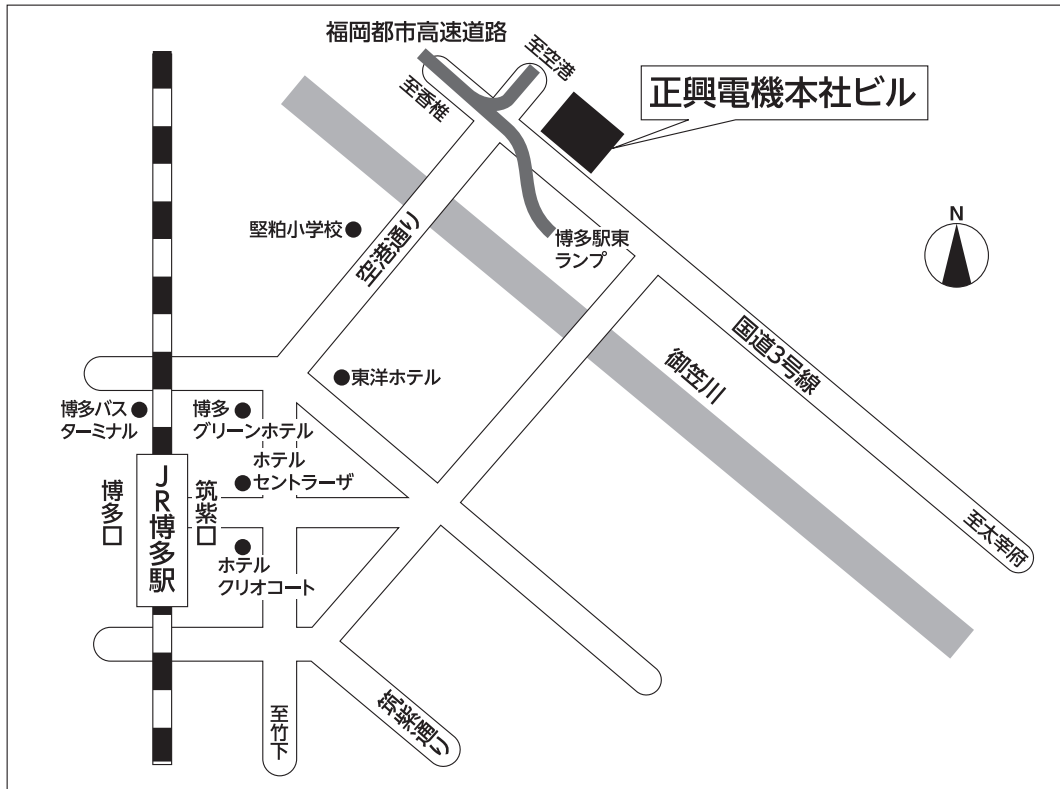 福岡都市高速道路
至空港
至香椎
正興電機本社ビル
堅粕小学校
空港通り
博多駅東
ランプ
N
国道3号線
御笠川
東洋ホテル
博多バス
ターミナル
博多
グリーンホテル
ホテル
セントラーザ
博多口
JR博多駅
筑紫口
ホテル
クリオコート
至太宰府
至竹下
筑紫通り